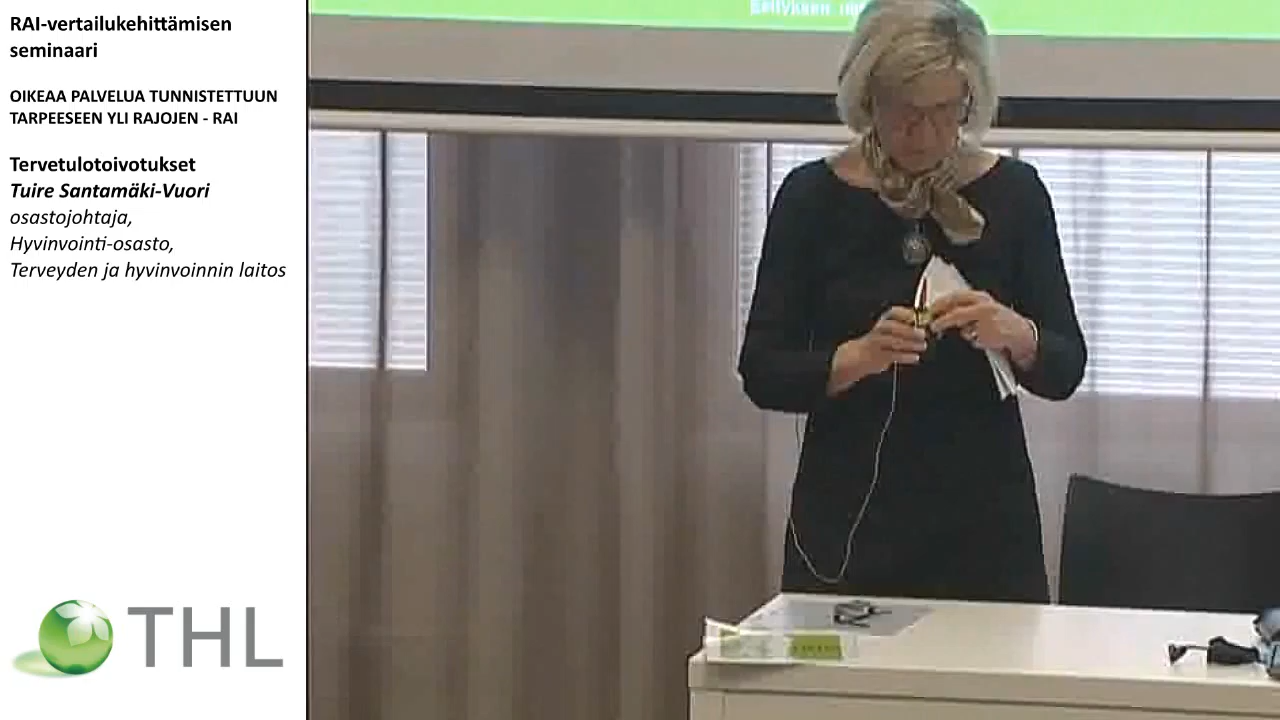 RAI-vertailukehittämisen
seminaari
OIKEAA PALVELUA TUNNISTETTUUN
TARPEESEEN YLI RAJOJEN - RAI
Tervetulotoivotukset
Tuire Santamäki-Vuori
osastojohtaja,
Hyvinvointi-osasto,
Terveyden ja hyvinvoinnin laitos
THL